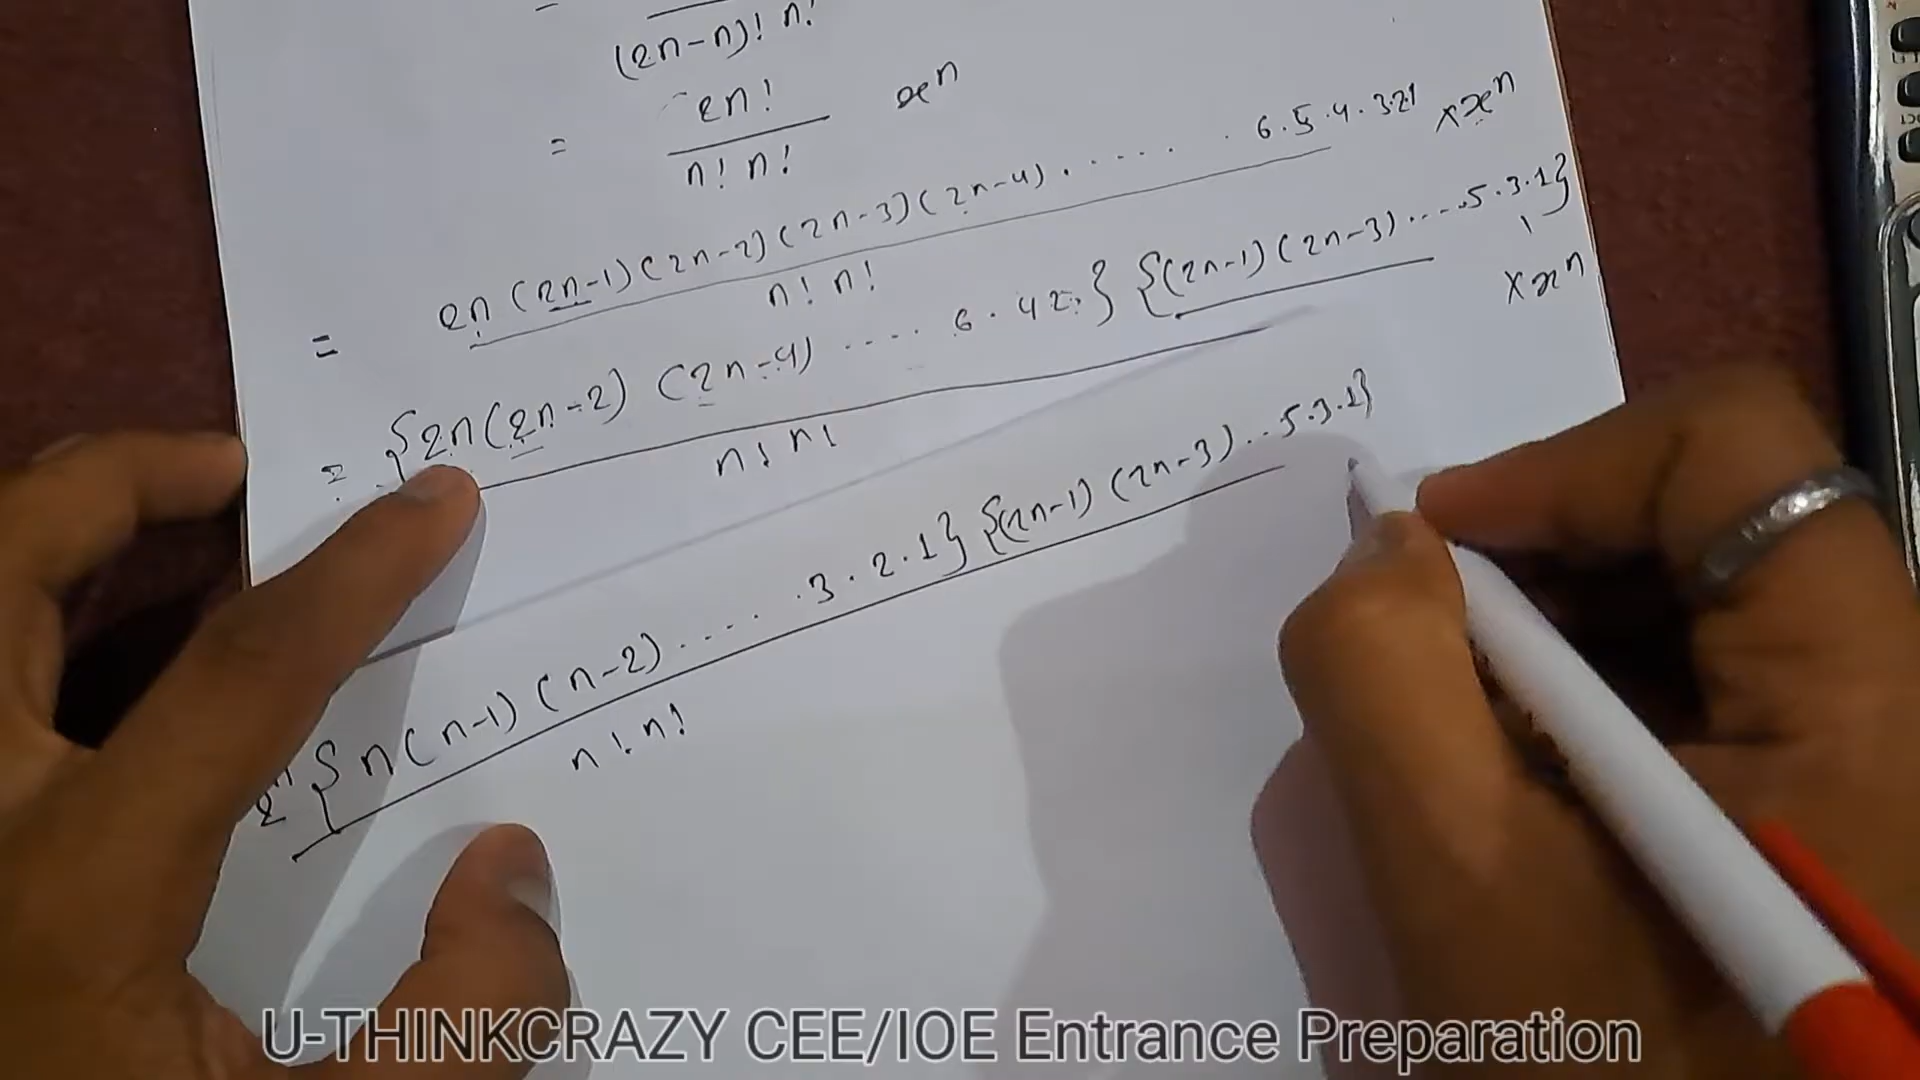 =
(2n-n)! n!
= 2n! / n! n! xⁿ
= 2n (2n-1) (2n-2) (2n-3) (2n-4) . ..... . 6.5.4.3.2.1 / n! n! × xⁿ
= {2n (2n-2) (2n-4) .... 6.4 2.} {(2n-1) (2n-3) .... 5.3.1} / n! n! × xⁿ
2ⁿ {n (n-1) (n-2) ..... 3.2.1} {(2n-1) (2n-3) .. 5.3.1} / n! n!
U-THINKCRAZY CEE/IOE Entrance Preparation